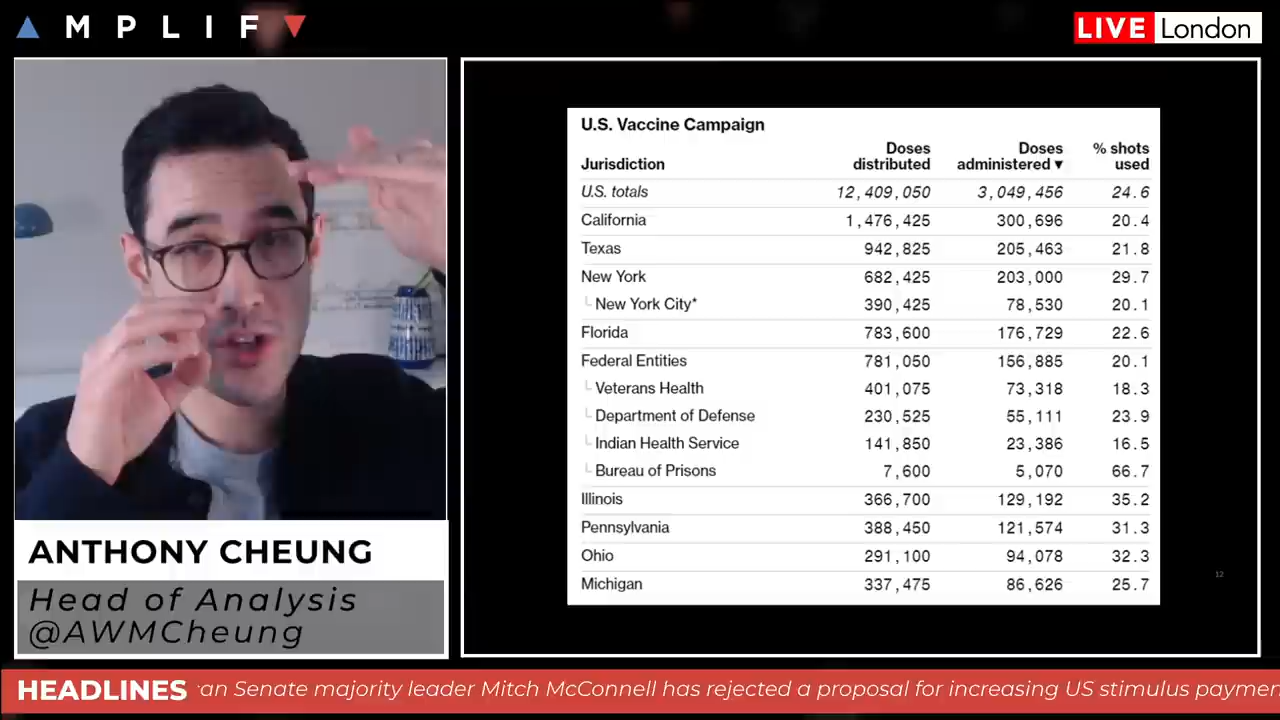 AMPLIFY
LIVE London
U.S. Vaccine Campaign
Jurisdiction Doses distributed Doses administered ▼ % shots used
U.S. totals 12,409,050 3,049,456 24.6
California 1,476,425 300,696 20.4
Texas 942,825 205,463 21.8
New York 682,425 203,000 29.7
└ New York City* 390,425 78,530 20.1
Florida 783,600 176,729 22.6
Federal Entities 781,050 156,885 20.1
└ Veterans Health 401,075 73,318 18.3
└ Department of Defense 230,525 55,111 23.9
└ Indian Health Service 141,850 23,386 16.5
└ Bureau of Prisons 7,600 5,070 66.7
Illinois 366,700 129,192 35.2
Pennsylvania 388,450 121,574 31.3
Ohio 291,100 94,078 32.3
Michigan 337,475 86,626 25.7
12
ANTHONY CHEUNG
Head of Analysis
@AWMCheung
HEADLINES an Senate majority leader Mitch McConnell has rejected a proposal for increasing US stimulus paymen